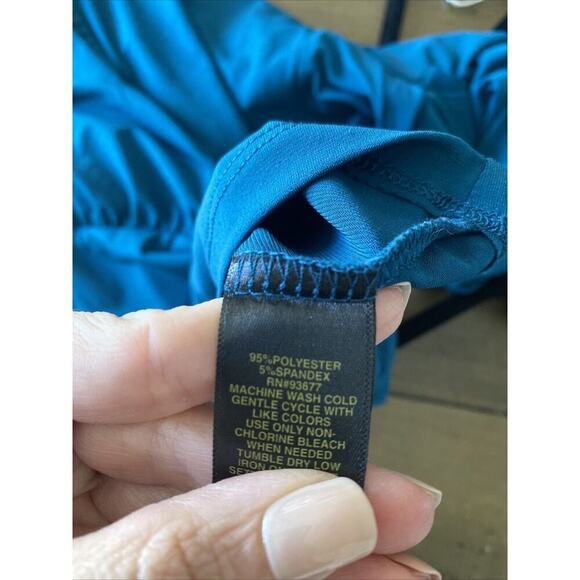 95%POLYESTER
5%SPANDEX
RN#93677
MACHINE WASH COLD
GENTLE CYCLE WITH
LIKE COLORS
USE ONLY NON-
CHLORINE BLEACH
WHEN NEEDED
TUMBLE DRY LOW
IRON